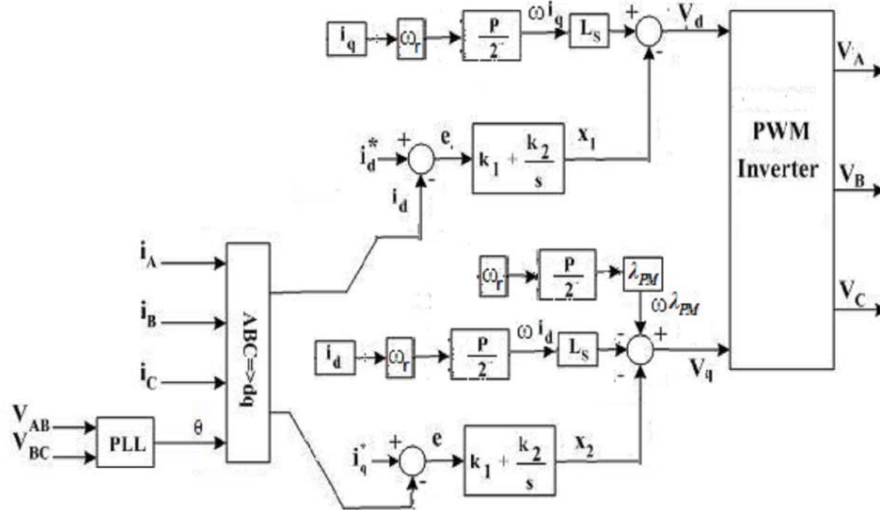 i_q ω_r P/2 ω i_q L_S + - V_d
i_d* + - e k_1 + k_2/s x_1
i_d
PWM Inverter
V_A
V_B
V_C
i_A
i_B
i_C
ABC=>dq
ω_r P/2 λ_PM
ω λ_PM
i_d ω_r P/2 ω i_d L_S - - - + V_q
V_AB
V_BC
PLL θ
i_q* + - e k_1 + k_2/s x_2